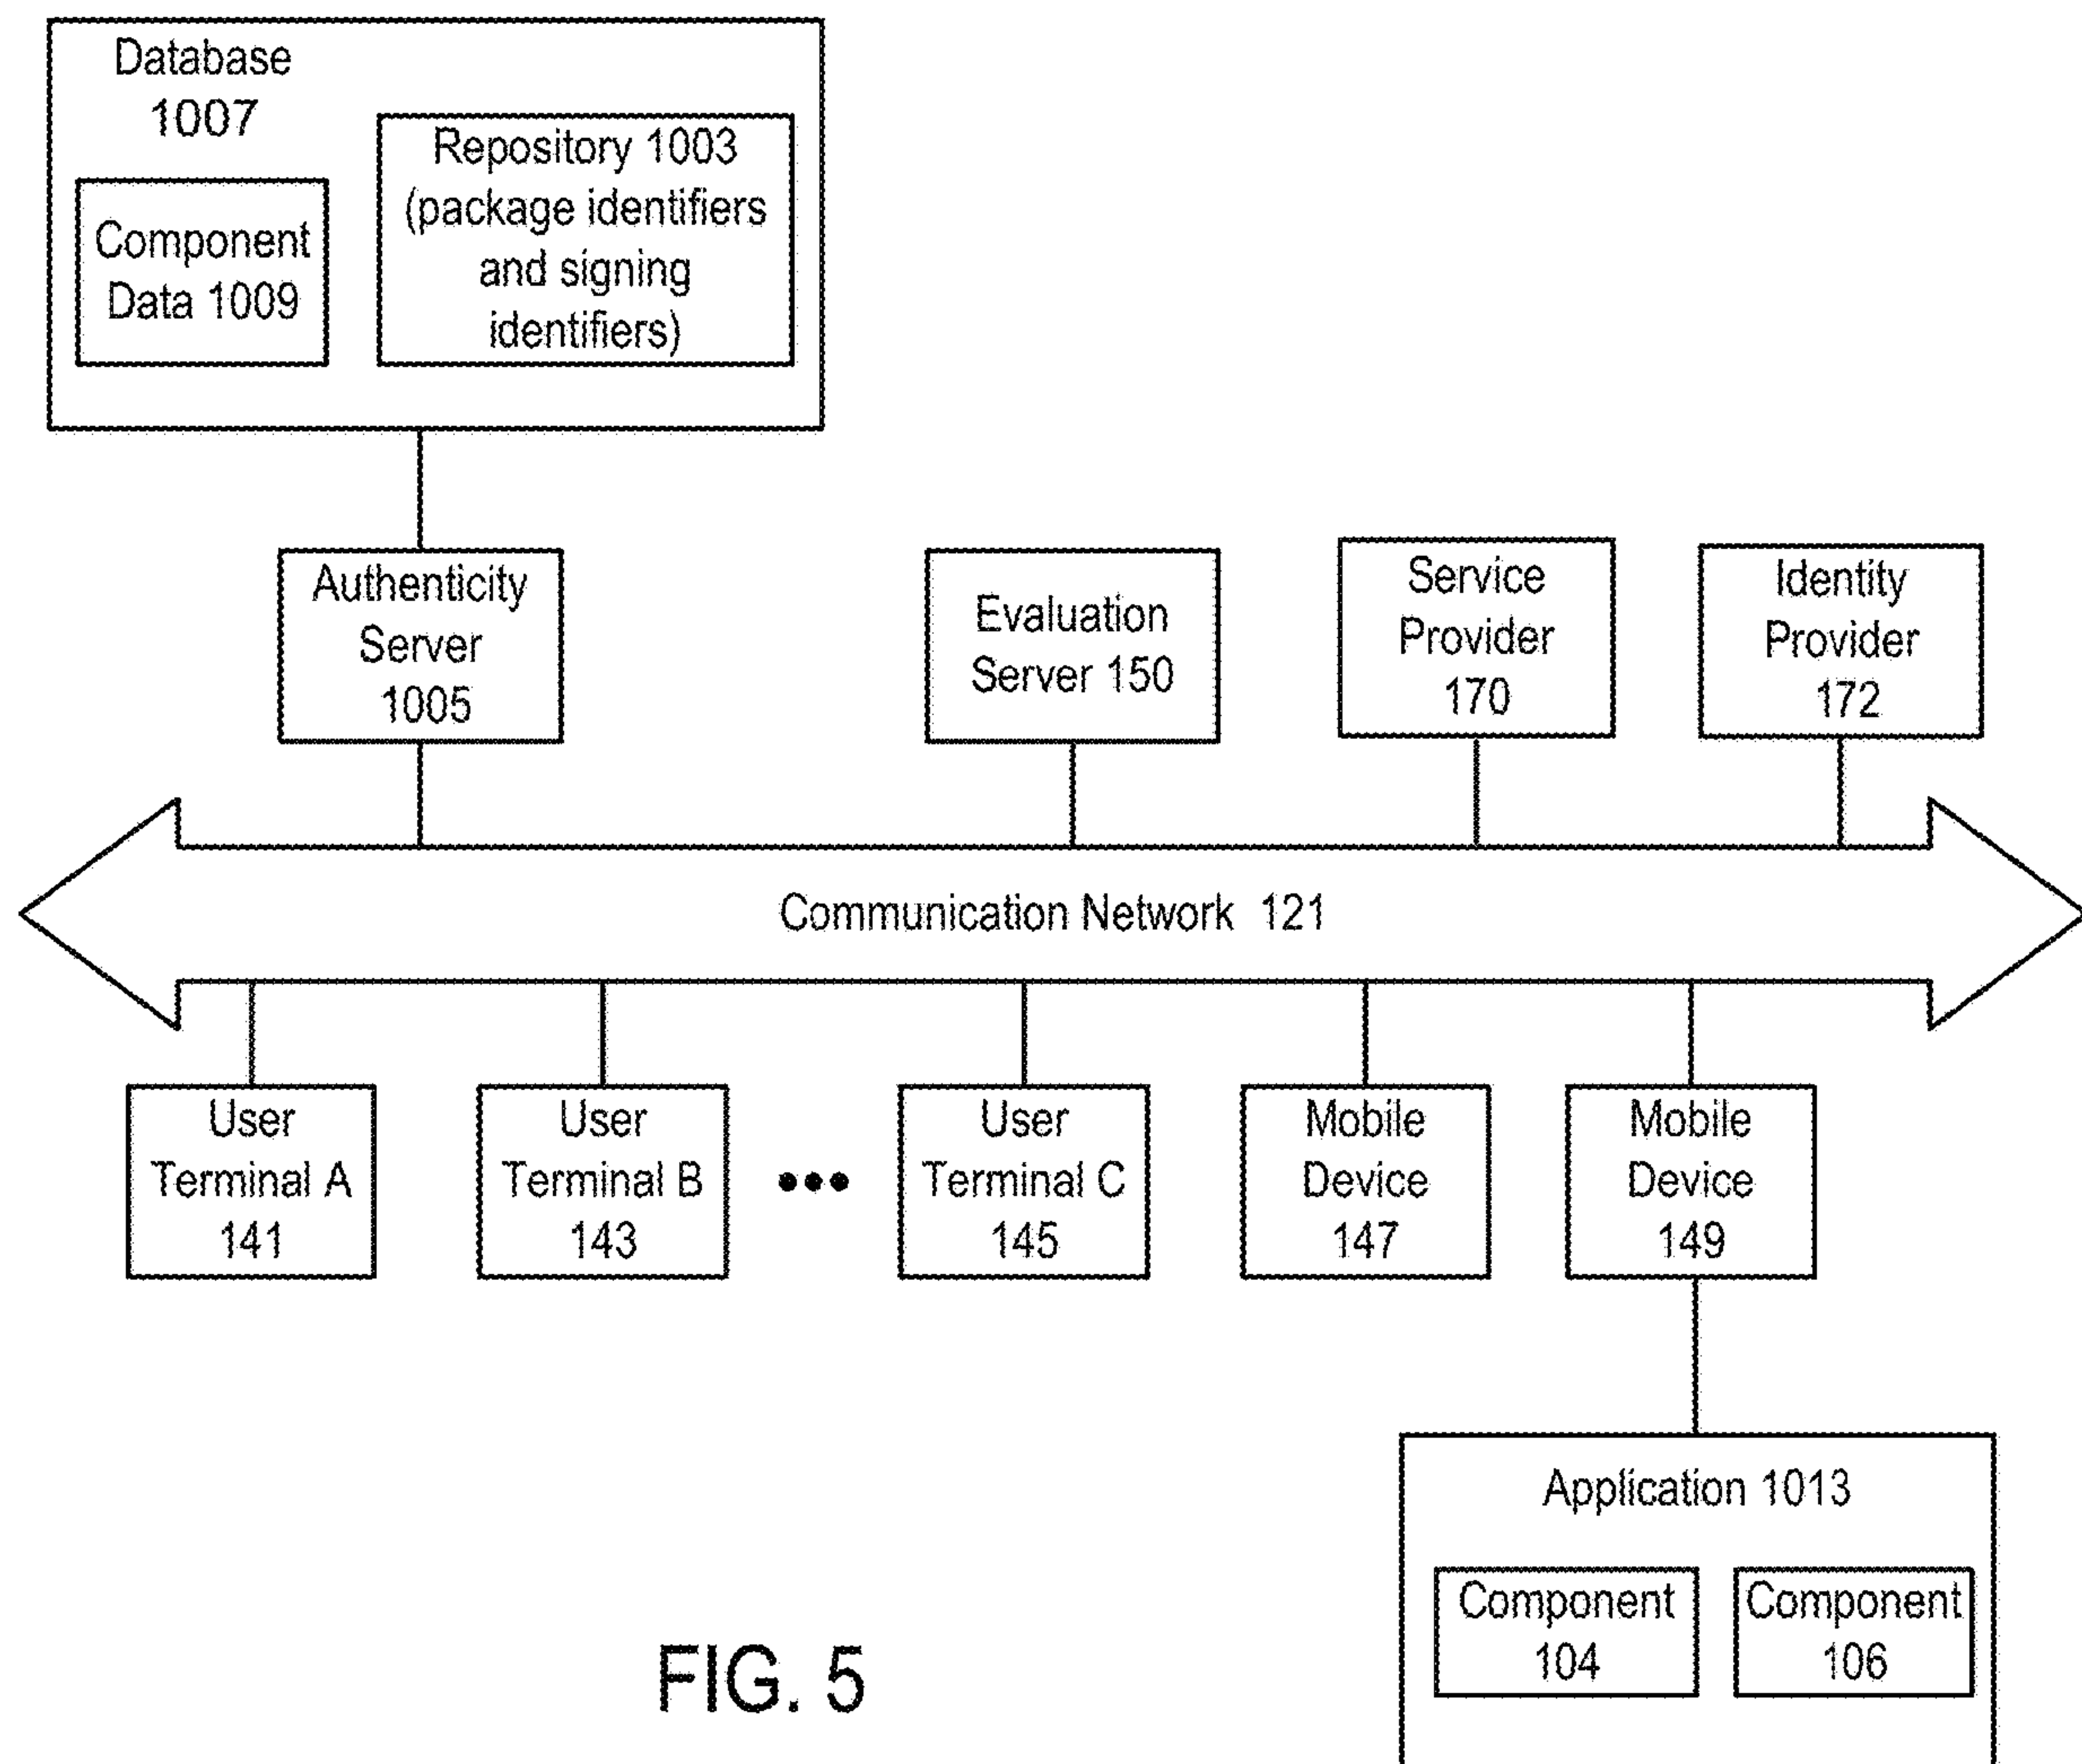 Database
1007
Component
Data 1009
Repository 1003
(package identifiers
and signing
identifiers)
Authenticity
Server
1005
Evaluation
Server 150
Service
Provider
170
Identity
Provider
172
Communication Network 121
User
Terminal A
141
User
Terminal B
143
•••
User
Terminal C
145
Mobile
Device
147
Mobile
Device
149
Application 1013
Component
104
Component
106
FIG. 5